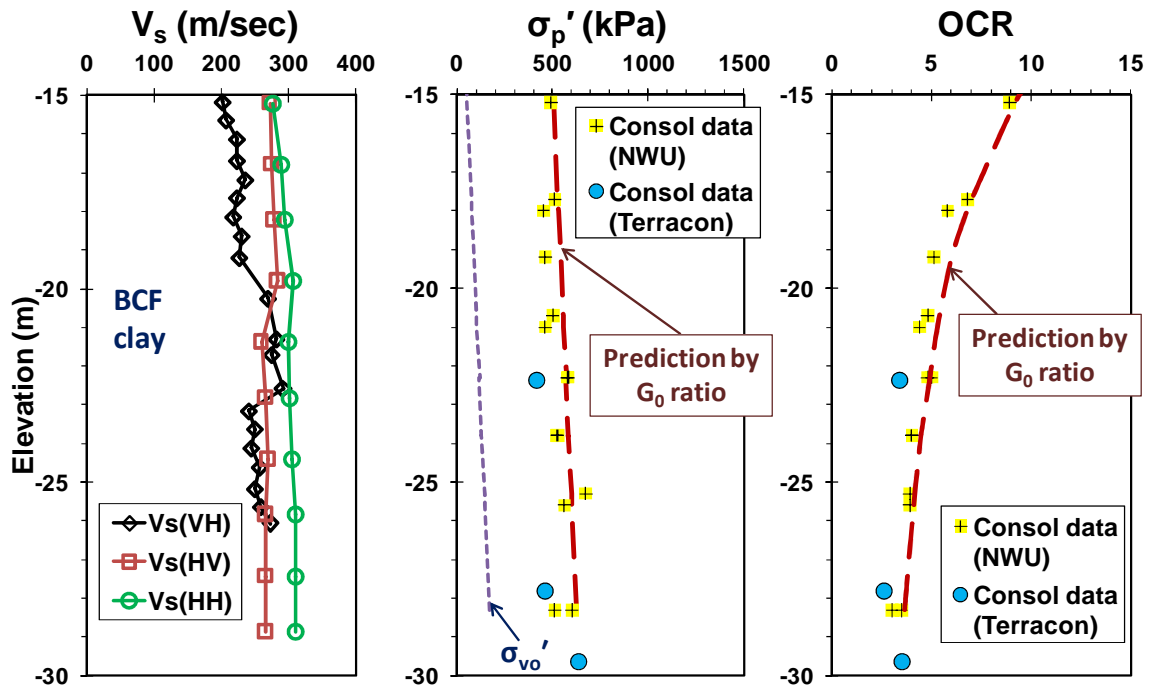 Vs (m/sec)
0 100 200 300 400
Elevation (m)
-15
-20
-25
-30
BCF
clay
Vs(VH)
Vs(HV)
Vs(HH)
σp′ (kPa)
0 500 1000 1500
-15
-20
-25
-30
Consol data
(NWU)
Consol data
(Terracon)
Prediction by
G0 ratio
σvo′
OCR
0 5 10 15
-15
-20
-25
-30
Prediction by
G0 ratio
Consol data
(NWU)
Consol data
(Terracon)